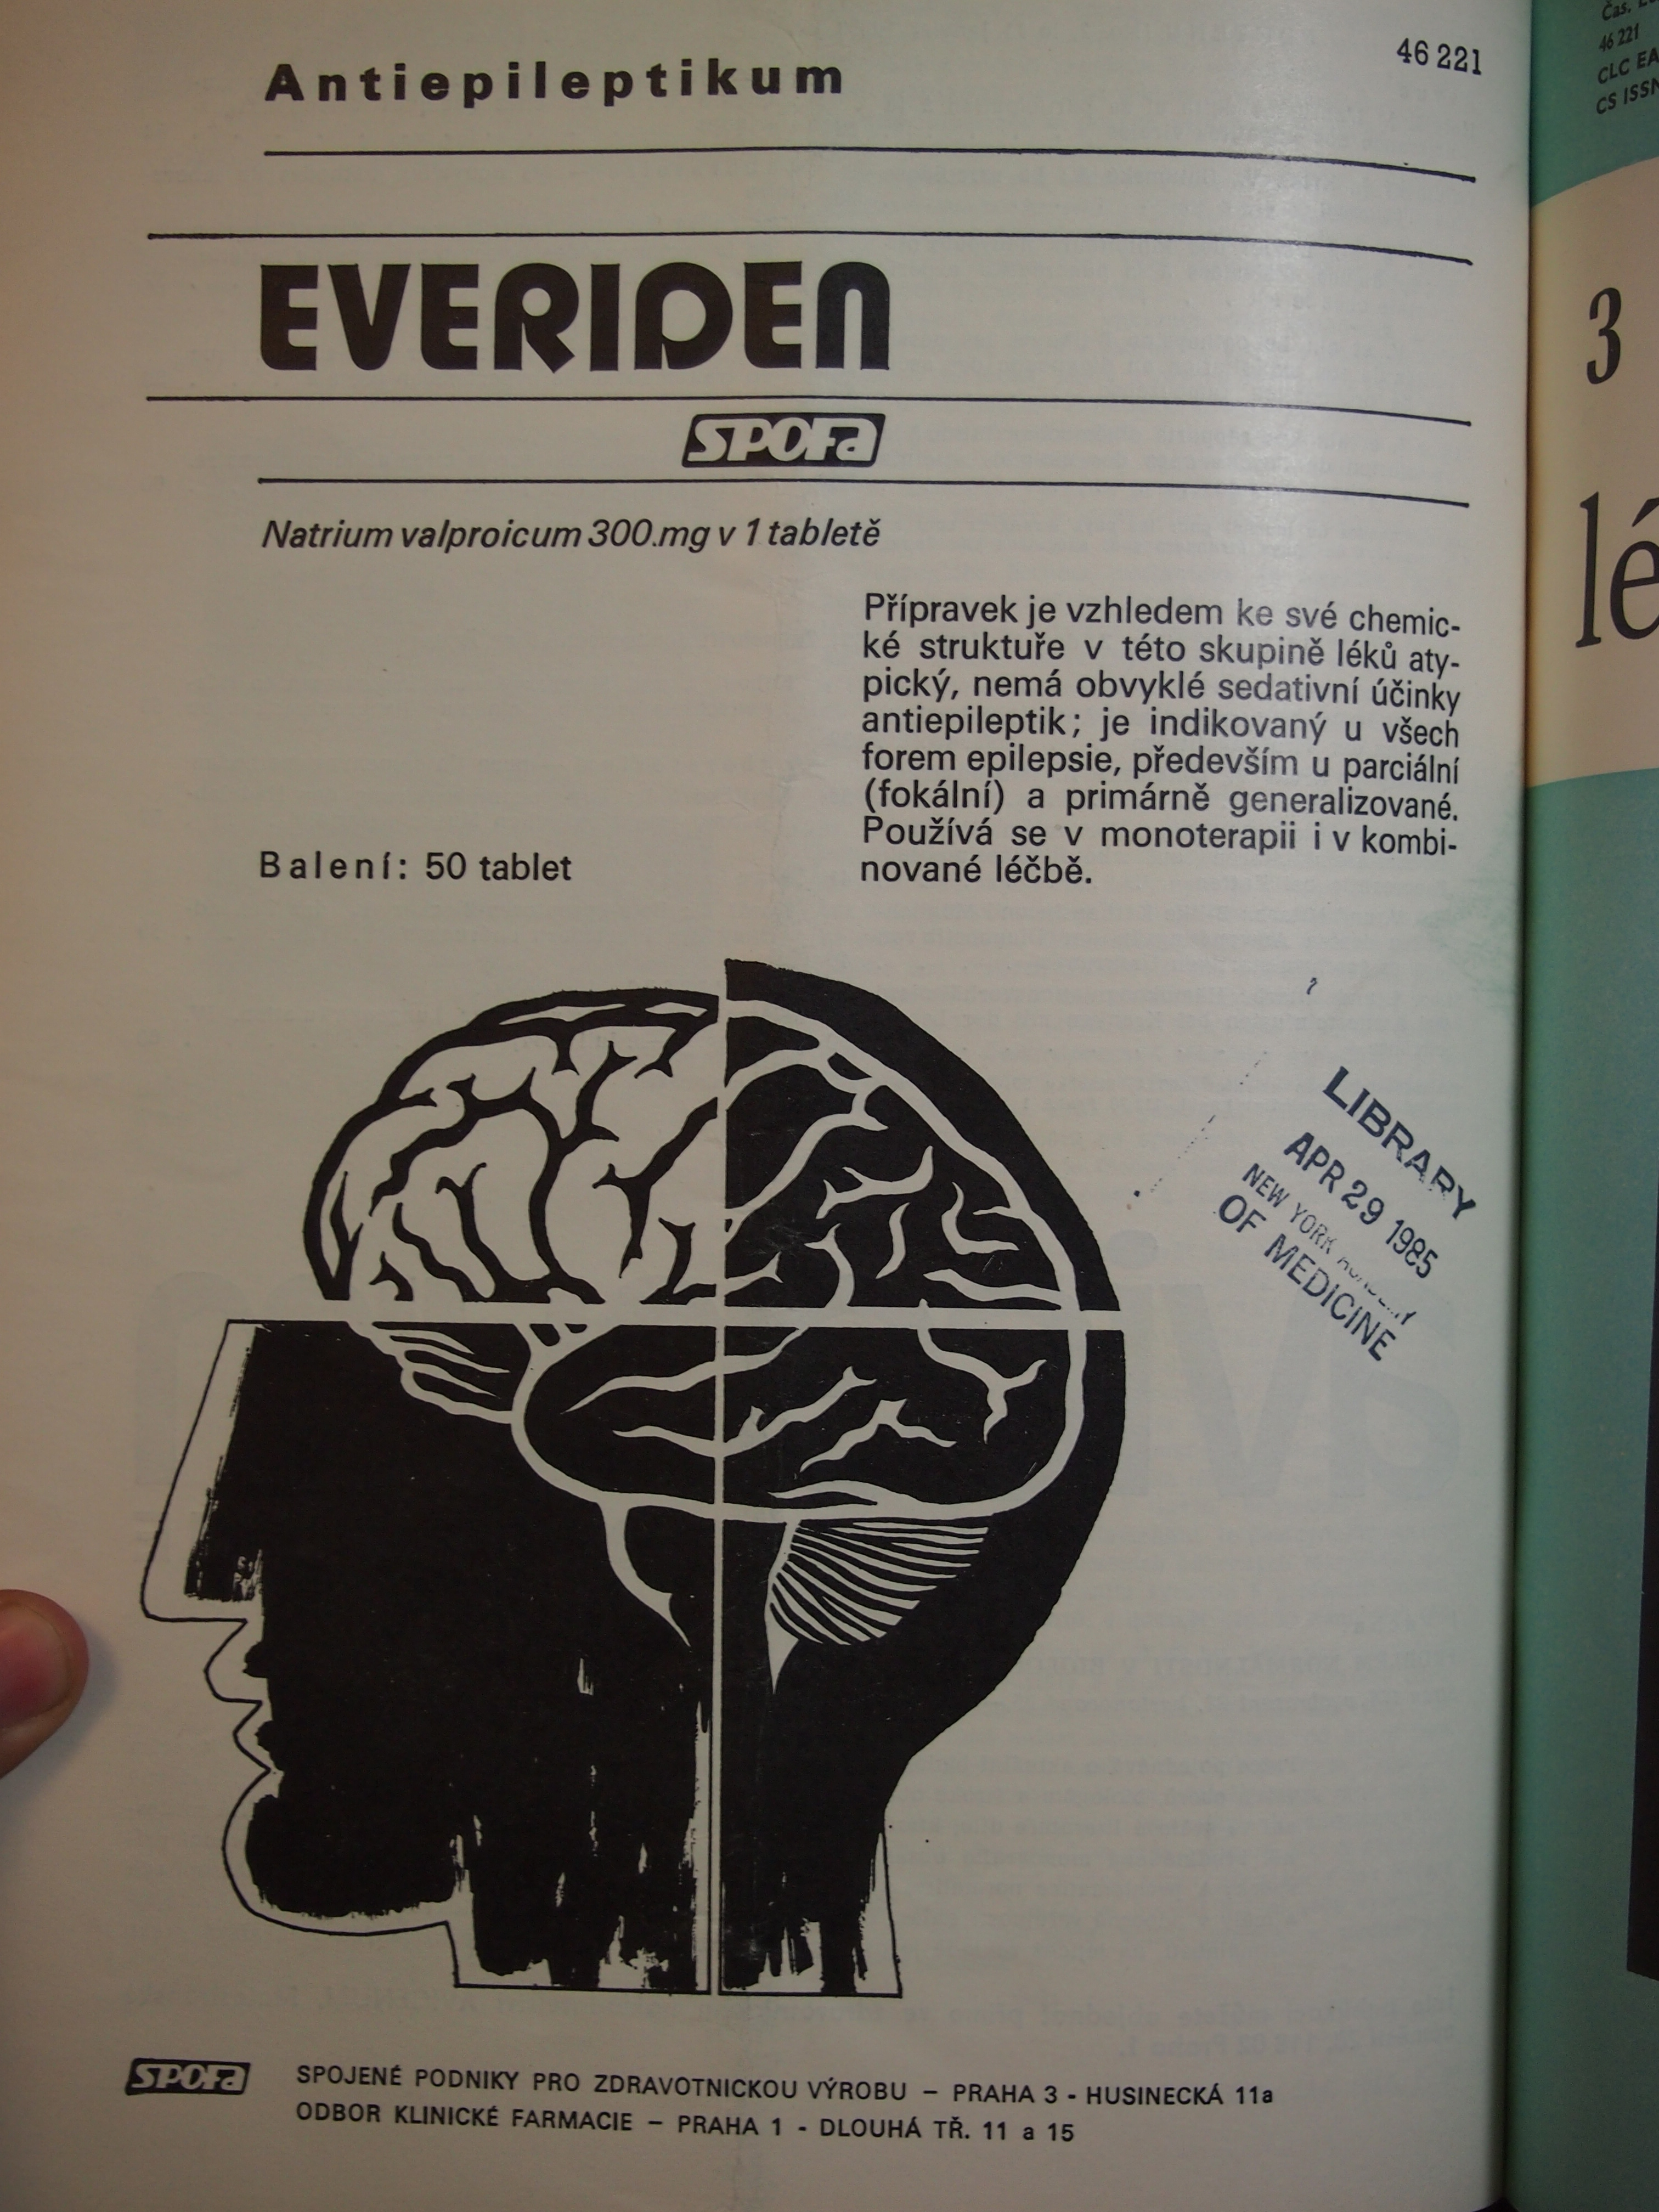 Antiepileptikum
46 221
EVERIDEN
SPOFa
Natrium valproicum 300.mg v 1 tabletě
Přípravek je vzhledem ke své chemic-
ké struktuře v této skupině léků aty-
pický, nemá obvyklé sedativní účinky
antiepileptik; je indikovaný u všech
forem epilepsie, především u parciální
(fokální) a primárně generalizované.
Používá se v monoterapii i v kombi-
nované léčbě.
Balení: 50 tablet
LIBRARY
APR 29 1985
NEW YORK ACADEMY
OF MEDICINE
SPOFa
SPOJENÉ PODNIKY PRO ZDRAVOTNICKOU VÝROBU – PRAHA 3 - HUSINECKÁ 11a
ODBOR KLINICKÉ FARMACIE – PRAHA 1 - DLOUHÁ TŘ. 11 a 15
Čas.
46 221
CLC
CS ISSN
3